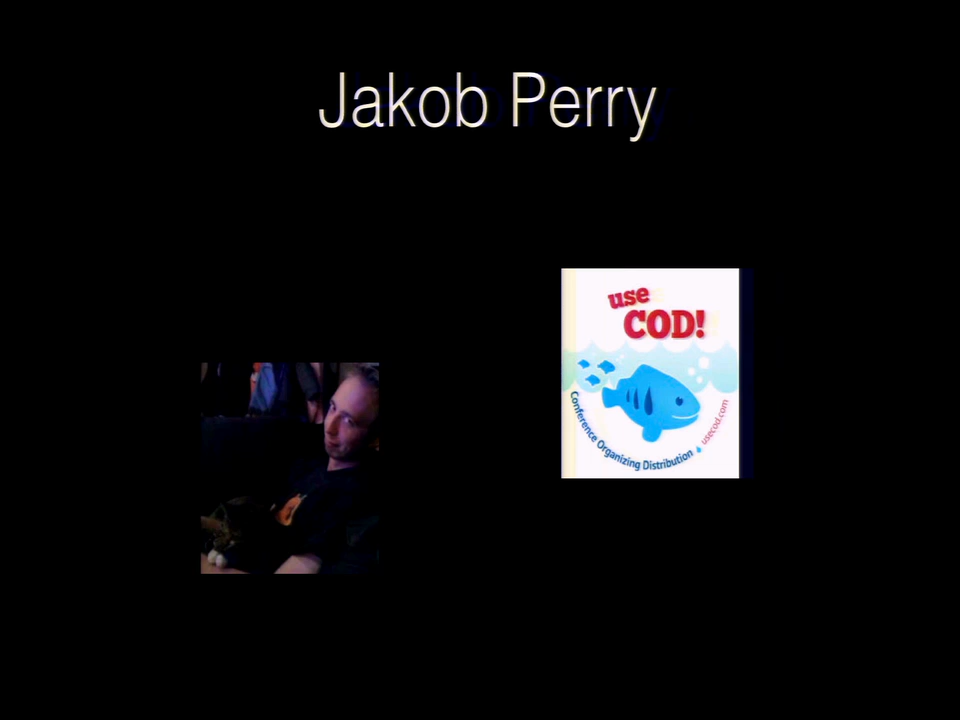 Jakob Perry
use
COD!
Conference Organizing Distribution
usecod.com